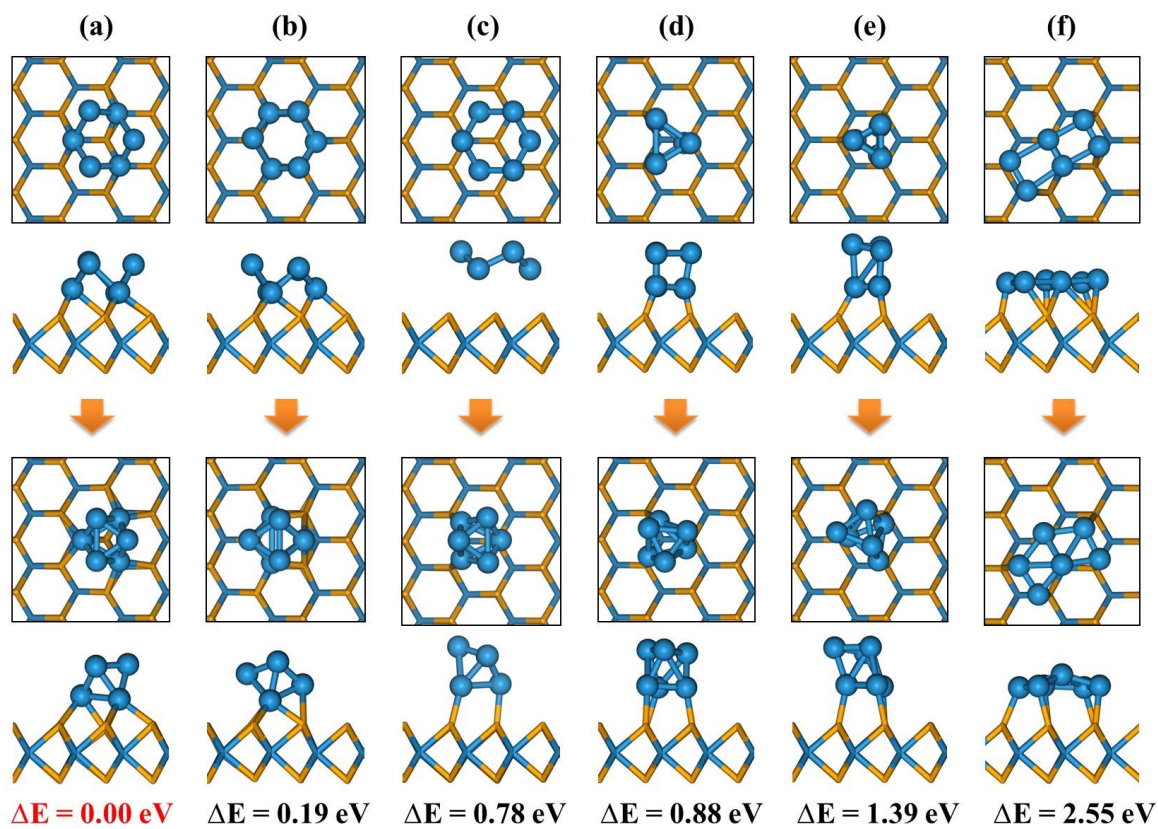 (a) (b) (c) (d) (e) (f)
ΔE = 0.00 eV ΔE = 0.19 eV ΔE = 0.78 eV ΔE = 0.88 eV ΔE = 1.39 eV ΔE = 2.55 eV